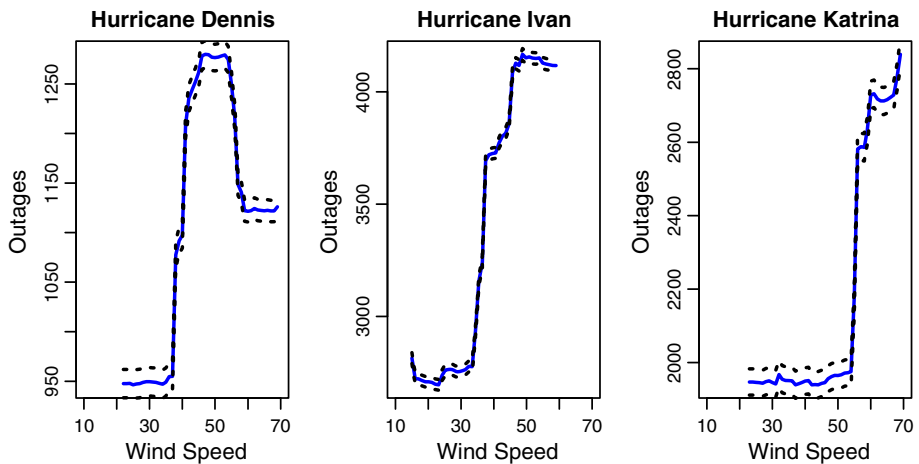 Hurricane Dennis
Outages
1250
1150
1050
950
10 30 50 70
Wind Speed
Hurricane Ivan
Outages
4000
3500
3000
10 30 50 70
Wind Speed
Hurricane Katrina
Outages
2800
2600
2400
2200
2000
10 30 50 70
Wind Speed